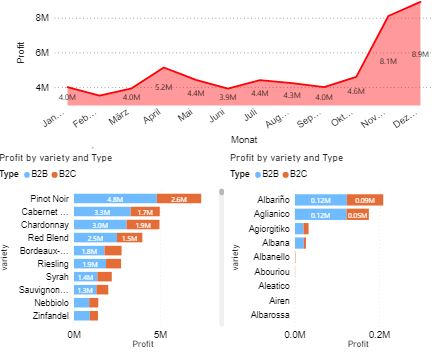 8M
6M
4M
Profit
4.0M
4.0M
5.2M
4.4M
3.9M
4.4M
4.3M
4.0M
4.6M
8.1M
8.9M
Jan...
Feb...
März
April
Mai
Juni
Juli
Aug...
Sep...
Okt...
Nov...
Dez...
Monat
Profit by variety and Type
Type B2B B2C
variety
Pinot Noir 4.8M 2.6M
Cabernet ... 3.3M 1.7M
Chardonnay 3.0M 1.9M
Red Blend 2.5M 1.5M
Bordeaux-... 1.8M
Riesling 1.9M
Syrah 1.4M
Sauvignon... 1.3M
Nebbiolo
Zinfandel
0M 5M
Profit
Profit by variety and Type
Type B2B B2C
variety
Albariño 0.12M 0.09M
Aglianico 0.12M 0.05M
Agiorgitiko
Albana
Albanello
Abouriou
Aleatico
Airen
Albarossa
0.0M 0.2M
Profit